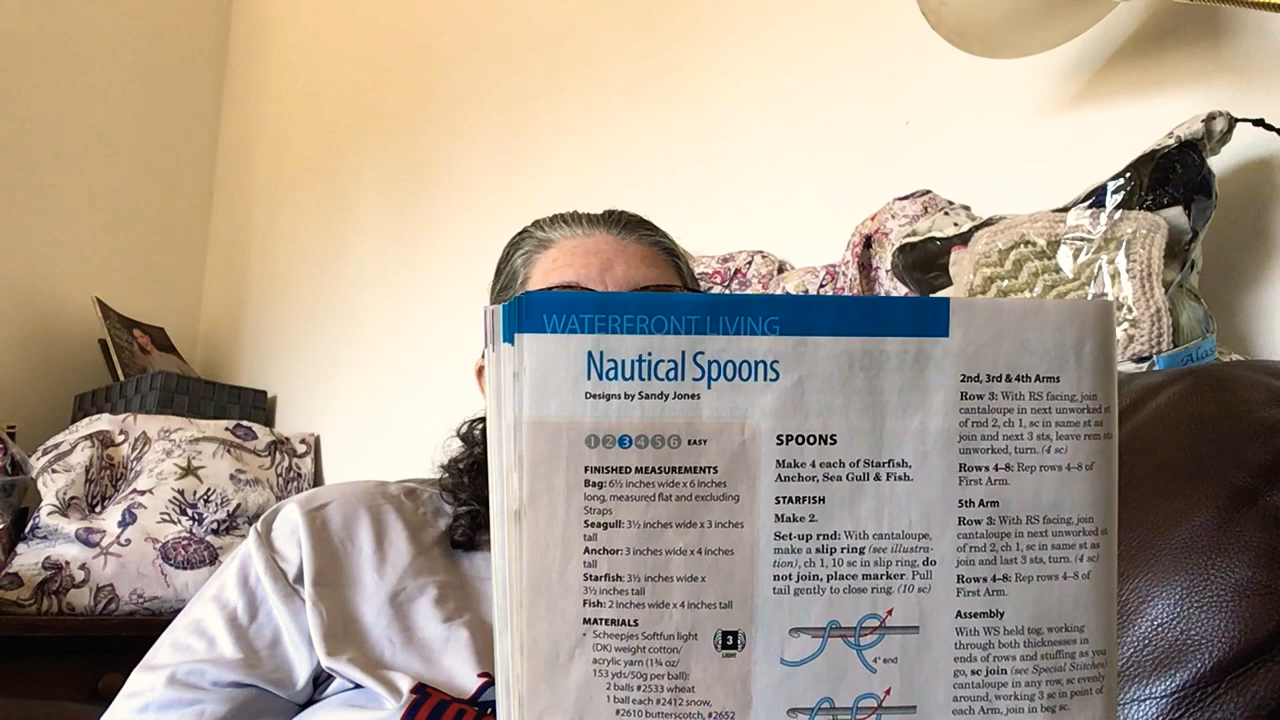 WATERFRONT LIVING
Nautical Spoons
Designs by Sandy Jones
1 2 3 4 5 6 EASY
FINISHED MEASUREMENTS
Bag: 6½ inches wide x 6 inches
long, measured flat and excluding
Straps
Seagull: 3½ inches wide x 3 inches
tall
Anchor: 3 inches wide x 4 inches
tall
Starfish: 3½ inches wide x
3½ inches tall
Fish: 2 inches wide x 4 inches tall
MATERIALS
• Scheepjes Softfun light
(DK) weight cotton/
acrylic yarn (1¾ oz/
153 yds/50g per ball):
2 balls #2533 wheat
1 ball each #2412 snow,
#2610 butterscotch, #2652
3
LIGHT
SPOONS
Make 4 each of Starfish,
Anchor, Sea Gull & Fish.
STARFISH
Make 2.
Set-up rnd: With cantaloupe,
make a slip ring (see illustra-
tion), ch 1, 10 sc in slip ring, do
not join, place marker. Pull
tail gently to close ring. (10 sc)
4" end
2nd, 3rd & 4th Arms
Row 3: With RS facing, join
cantaloupe in next unworked st
of rnd 2, ch 1, sc in same st as
join and next 3 sts, leave rem sts
unworked, turn. (4 sc)
Rows 4–8: Rep rows 4–8 of
First Arm.
5th Arm
Row 3: With RS facing, join
cantaloupe in next unworked st
of rnd 2, ch 1, sc in same st as
join and last 3 sts, turn. (4 sc)
Rows 4–8: Rep rows 4–8 of
First Arm.
Assembly
With WS held tog, working
through both thicknesses in
ends of rows and stuffing as you
go, sc join (see Special Stitches)
cantaloupe in any row, sc evenly
around, working 3 sc in point of
each Arm, join in beg sc.